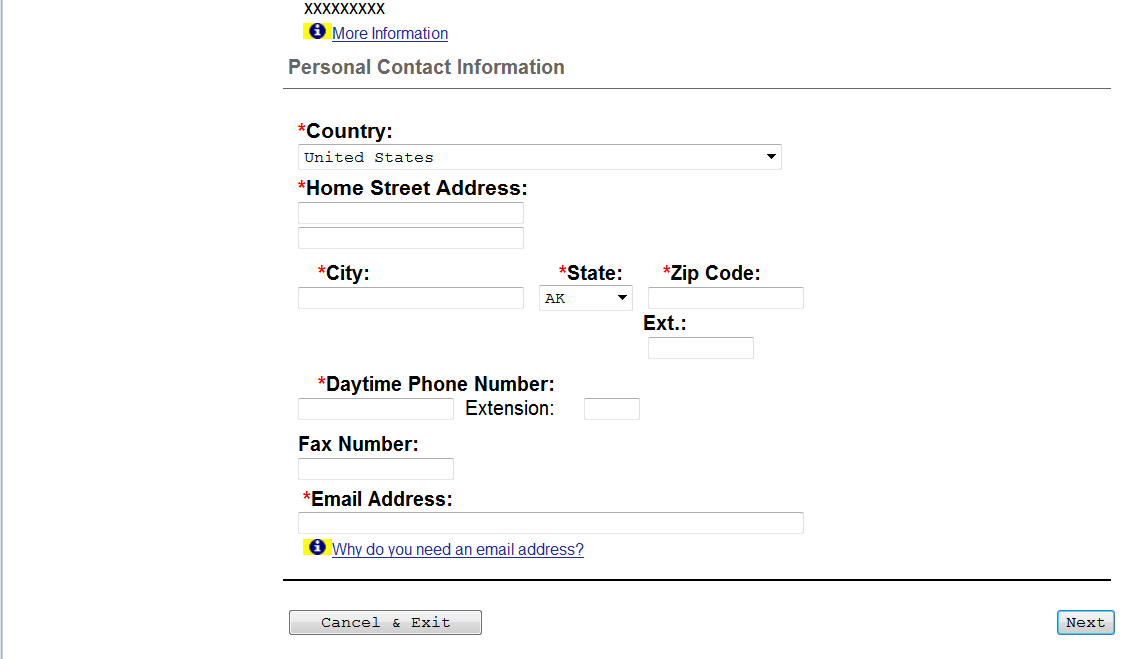 XXXXXXXXX
More Information
Personal Contact Information
*Country:
United States
*Home Street Address:
*City: *State: *Zip Code:
AK
Ext.:
*Daytime Phone Number:
Extension:
Fax Number:
*Email Address:
Why do you need an email address?
Cancel & Exit Next